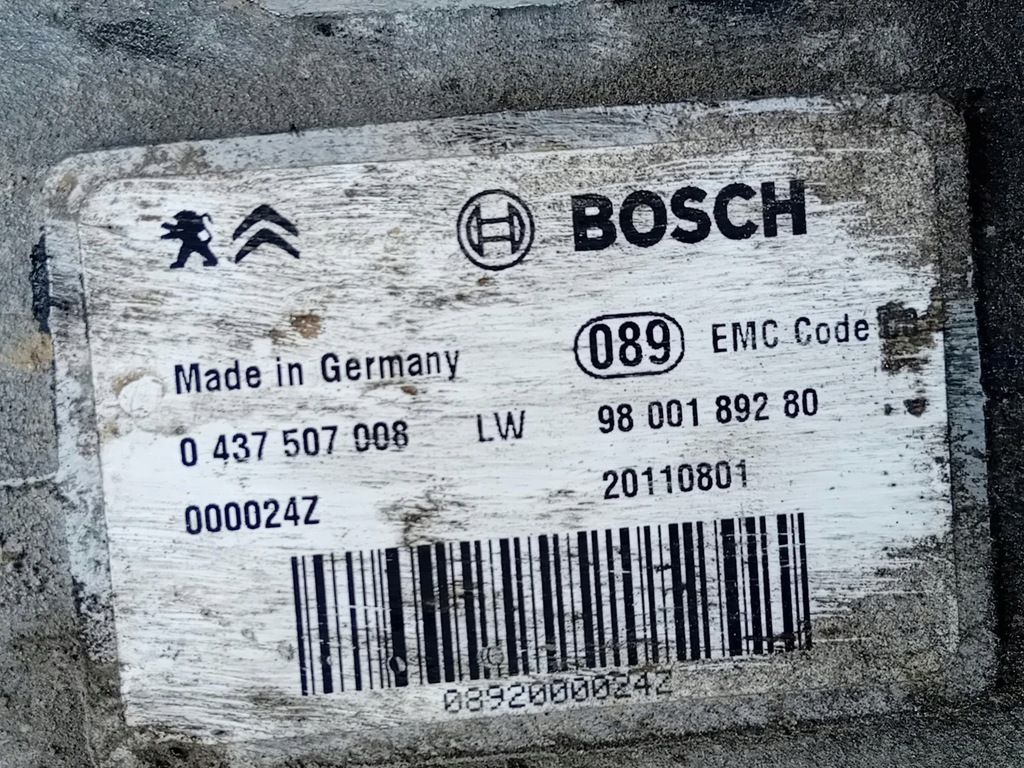 BOSCH
Made in Germany 089 EMC Code
0 437 507 008 LW 98 001 892 80
000024Z 20110801
0892000024Z